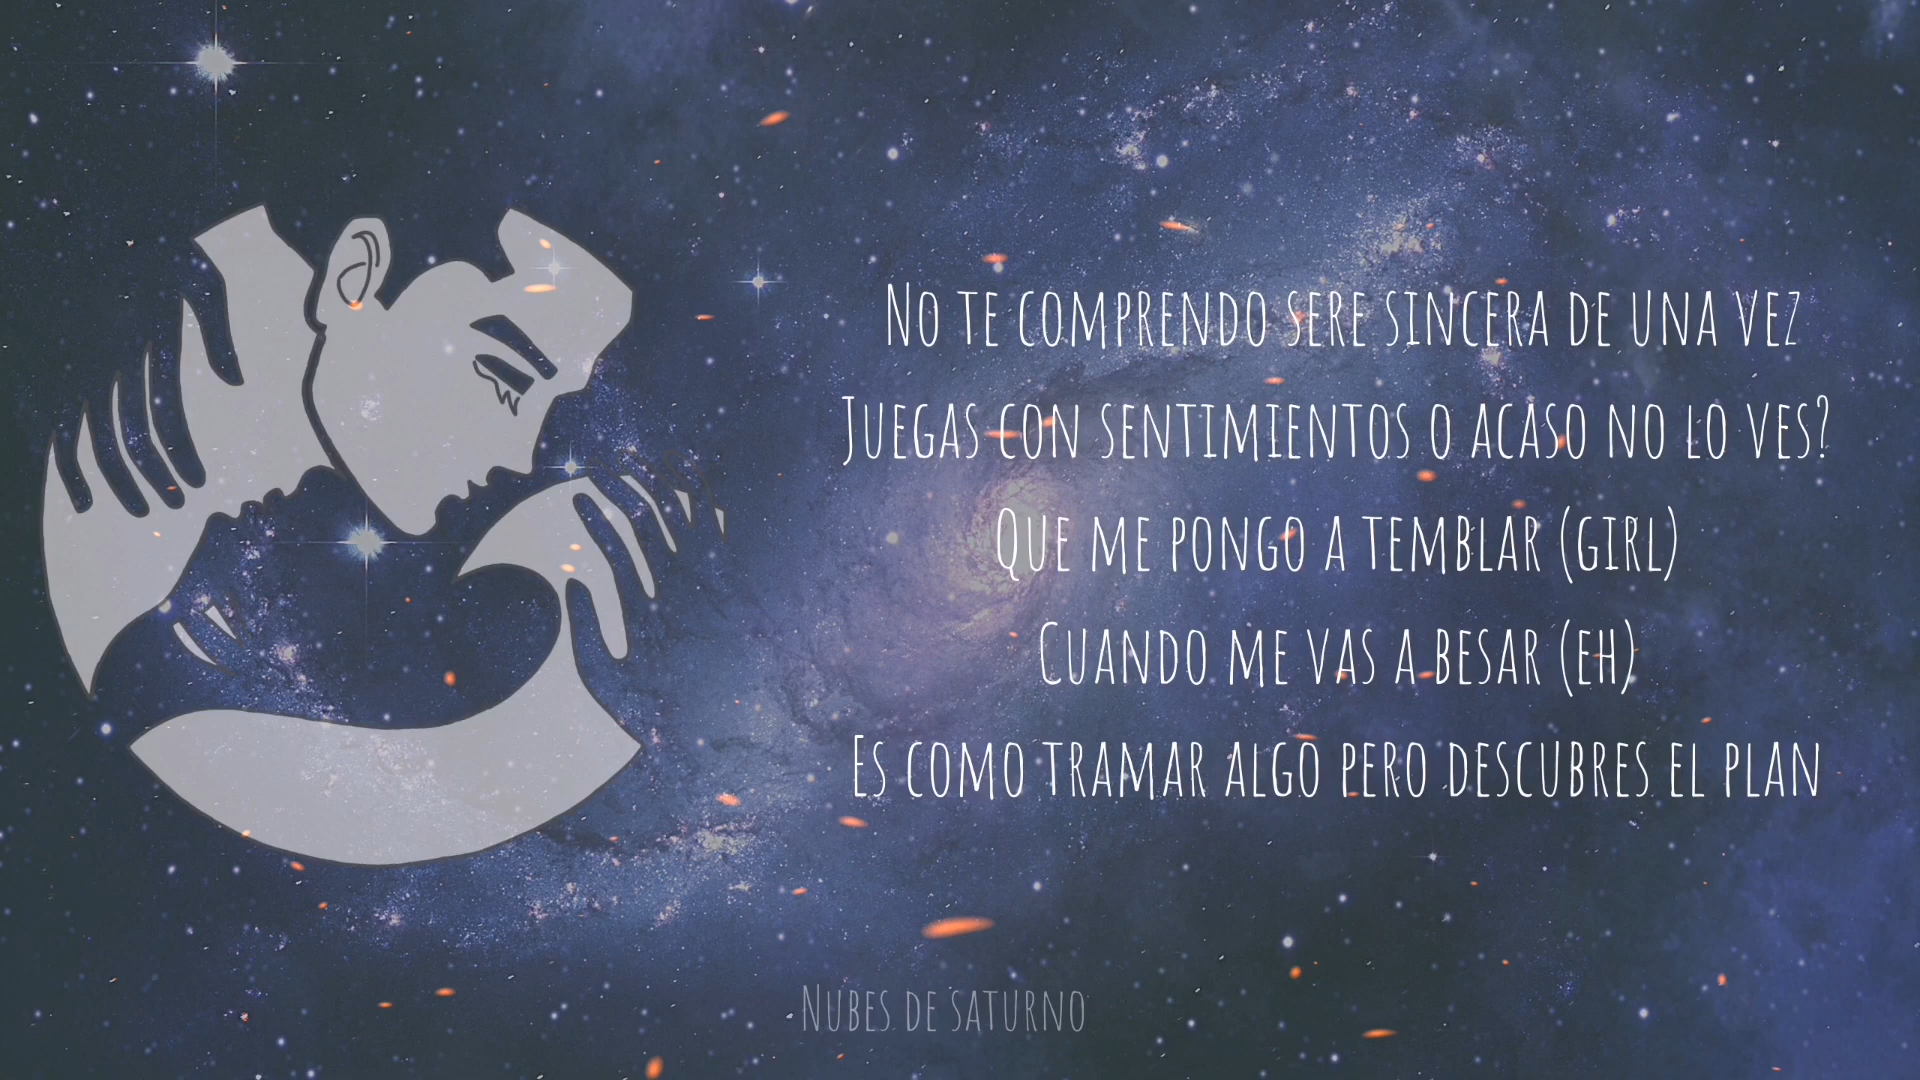 No te comprendo sere sincera de una vez
Juegas con sentimientos o acaso no lo ves?
Que me pongo a temblar (girl)
Cuando me vas a besar (eh)
Es como tramar algo pero descubres el plan
Nubes de saturno